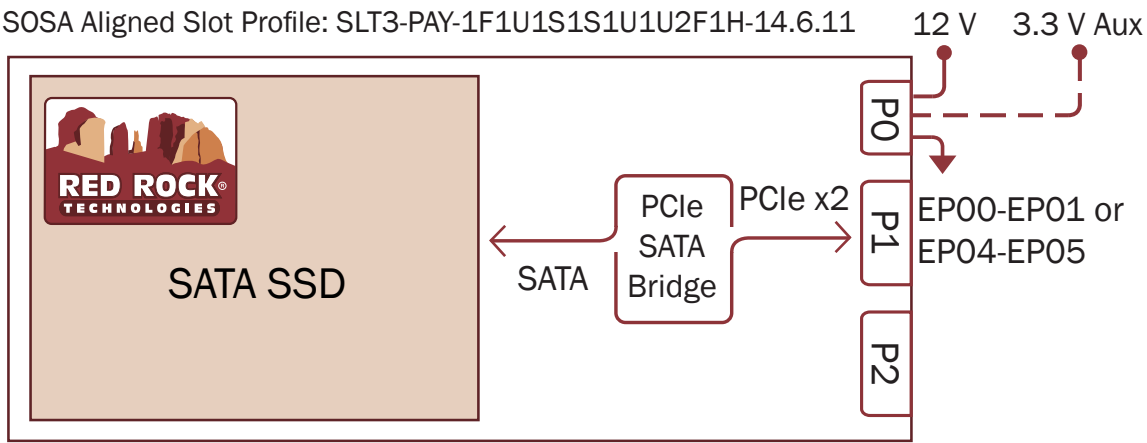 SOSA Aligned Slot Profile: SLT3-PAY-1F1U1S1S1U1U2F1H-14.6.11
12 V
3.3 V Aux
RED ROCK®
TECHNOLOGIES
SATA SSD
SATA
PCIe
SATA
Bridge
PCIe x2
P0
P1
P2
EP00-EP01 or
EP04-EP05